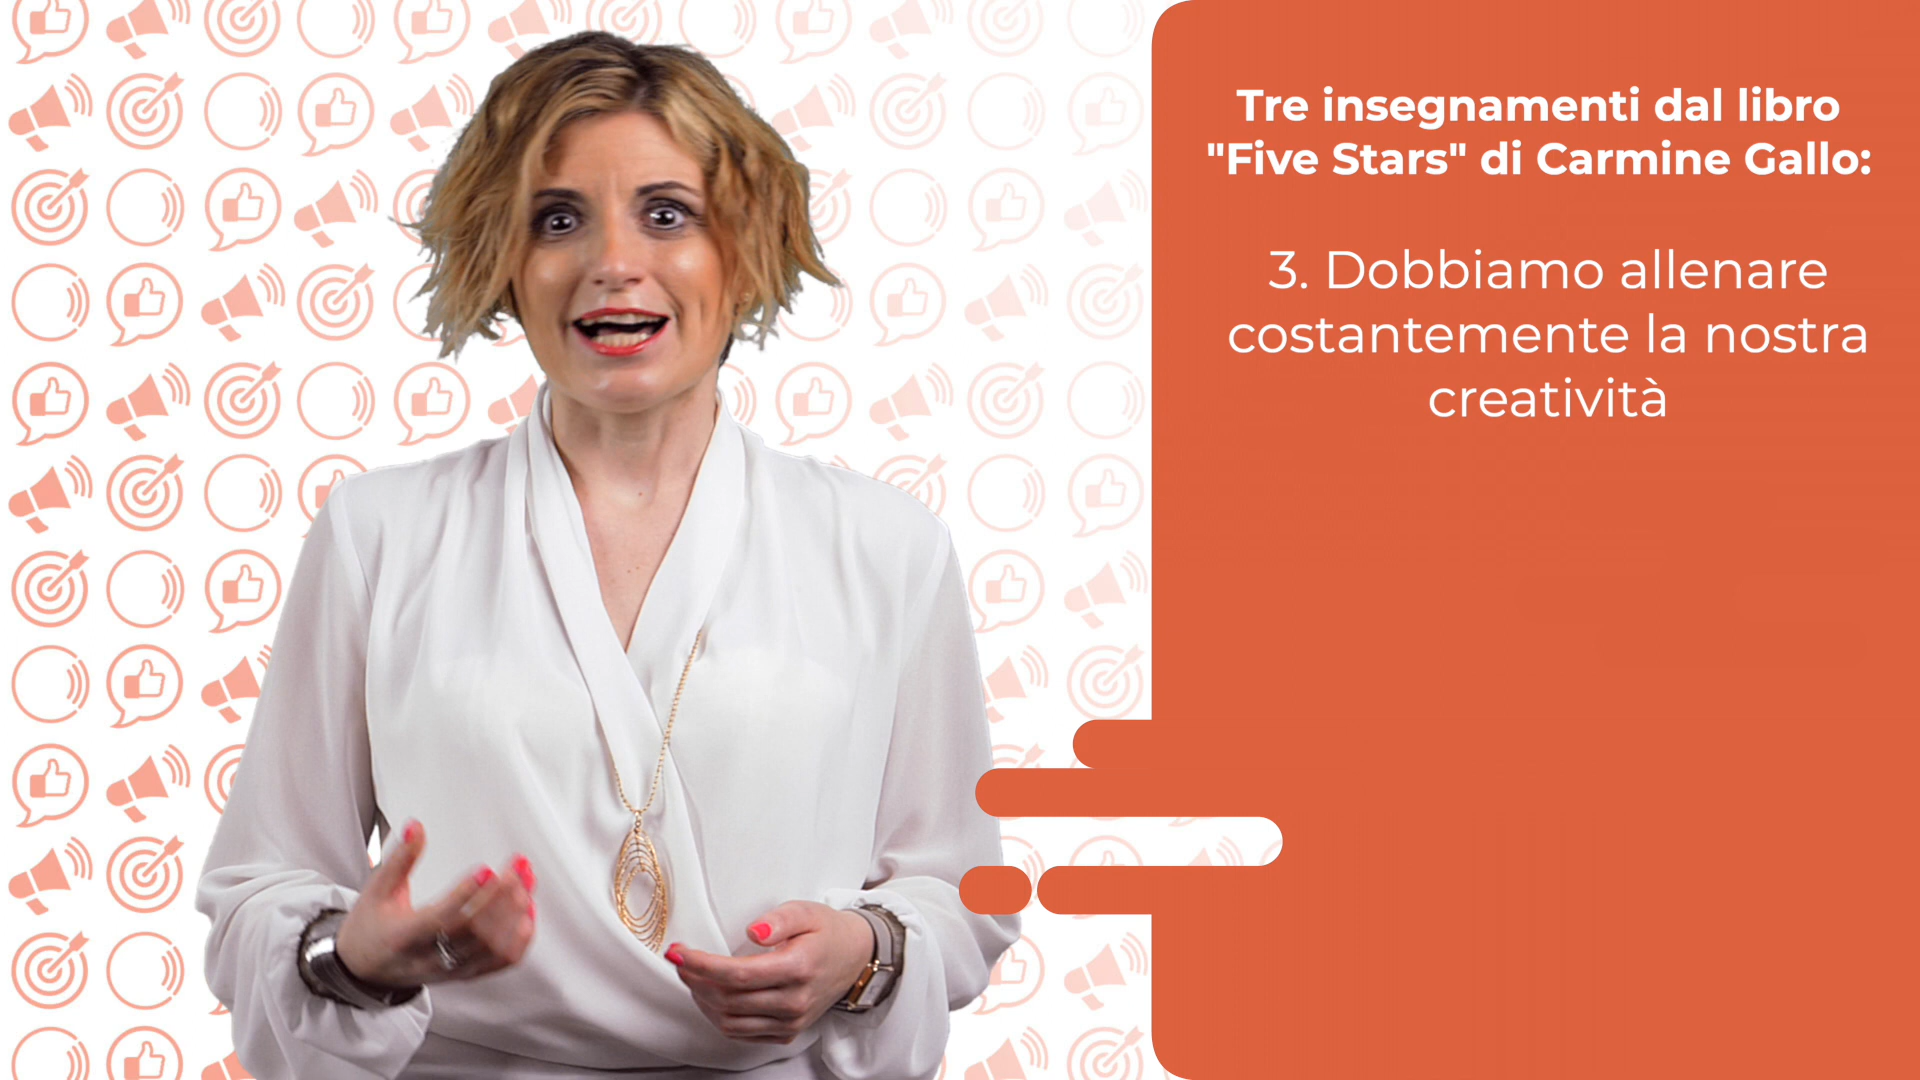 Tre insegnamenti dal libro
"Five Stars" di Carmine Gallo:
3. Dobbiamo allenare
costantemente la nostra
creatività